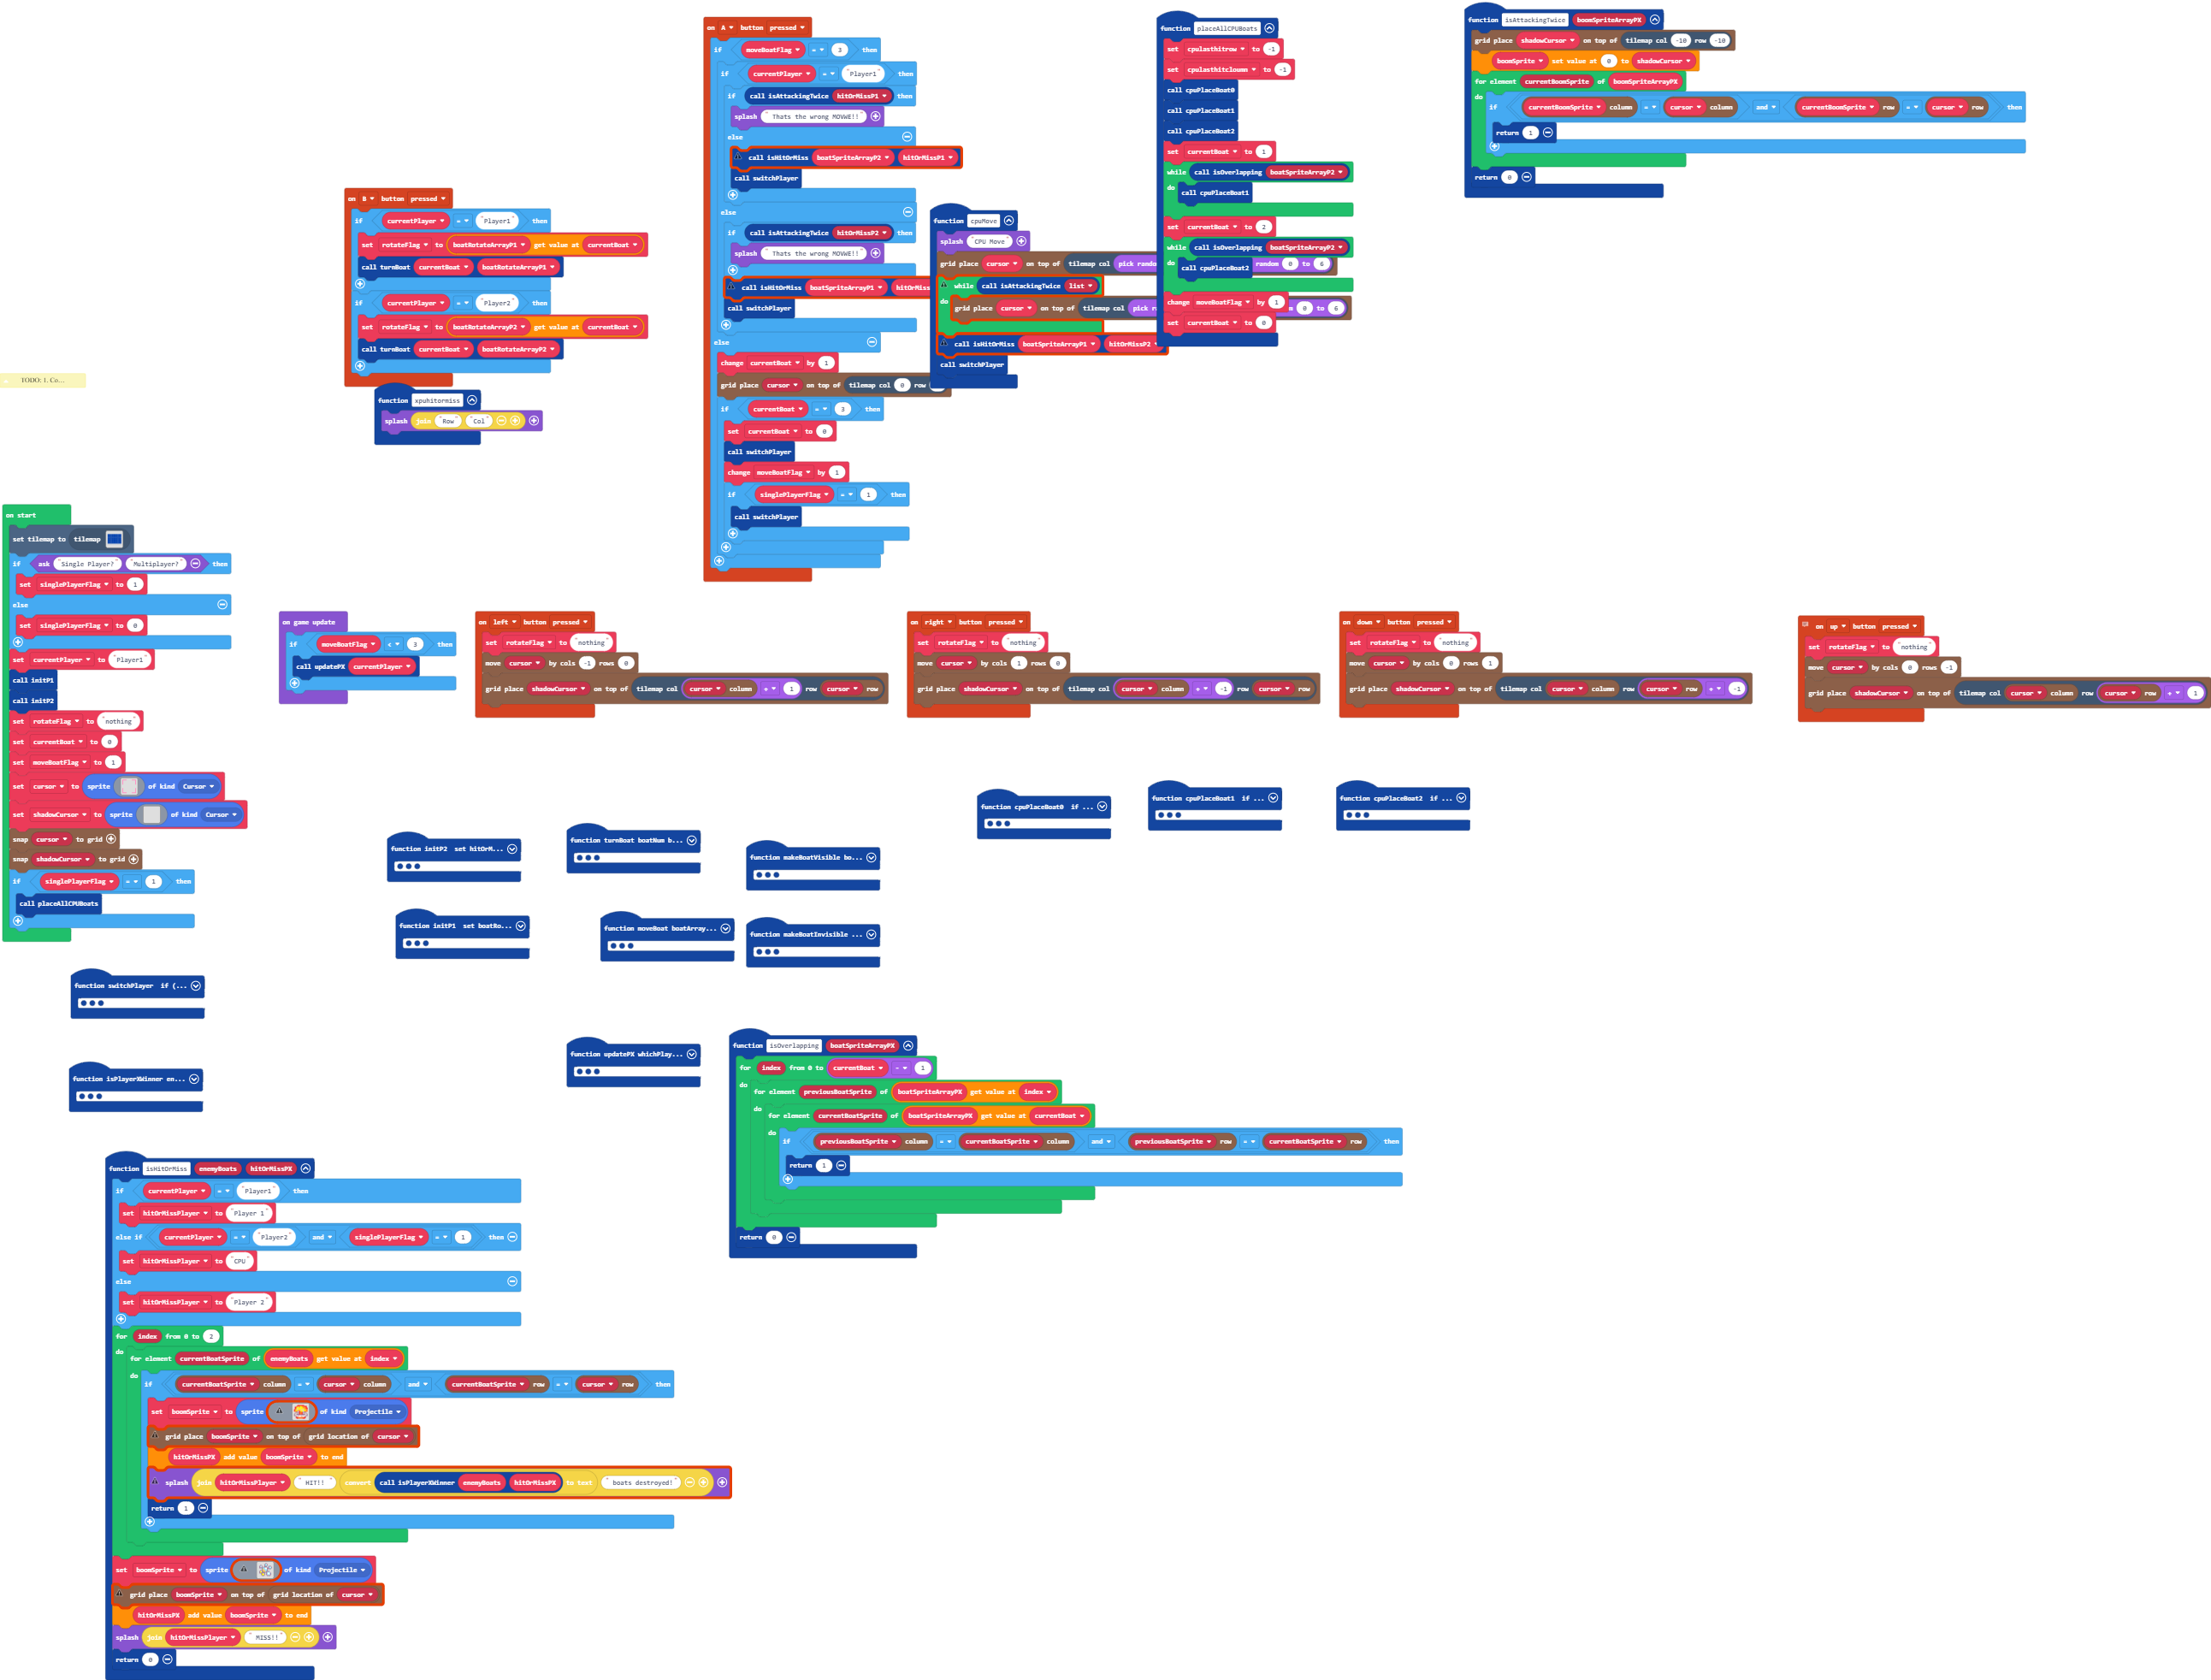 TODO: 1. Co...
on B button pressed
if currentPlayer = "Player1" then
set rotateFlag to boatRotateArrayP1 get value at currentBoat
call turnBoat currentBoat boatRotateArrayP1
if currentPlayer = "Player2" then
set rotateFlag to boatRotateArrayP2 get value at currentBoat
call turnBoat currentBoat boatRotateArrayP2
function xpuhitormiss
splash join "Row" "Col"
on A button pressed
if moveBoatFlag = 3 then
if currentPlayer = "Player1" then
if call isAttackingTwice hitOrMissP1 then
splash "Thats the wrong MOVWE!!"
else
call isHitOrMiss boatSpriteArrayP2 hitOrMissP1
call switchPlayer
else
if call isAttackingTwice hitOrMissP2 then
splash "Thats the wrong MOVWE!!"
call isHitOrMiss boatSpriteArrayP1 hitOrMiss
call switchPlayer
else
change currentBoat by 1
grid place cursor on top of tilemap col 0 row
if currentBoat = 3 then
set currentBoat to 0
call switchPlayer
change moveBoatFlag by 1
if singlePlayerFlag = 1 then
call switchPlayer
function cpuMove
splash "CPU Move"
grid place cursor on top of tilemap col pick rando random 0 to 6
while call isAttackingTwice list
do
grid place cursor on top of tilemap col pick r m 0 to 6
call isHitOrMiss boatSpriteArrayP1 hitOrMissP2
call switchPlayer
function placeAllCPUBoats
set cpulasthitrow to -1
set cpulasthitcloumn to -1
call cpuPlaceBoat0
call cpuPlaceBoat1
call cpuPlaceBoat2
set currentBoat to 1
while call isOverlapping boatSpriteArrayP2
do call cpuPlaceBoat1
set currentBoat to 2
while call isOverlapping boatSpriteArrayP2
do call cpuPlaceBoat2
change moveBoatFlag by 1
set currentBoat to 0
function isAttackingTwice boomSpriteArrayPX
grid place shadowCursor on top of tilemap col -10 row -10
boomSprite set value at 0 to shadowCursor
for element currentBoomSprite of boomSpriteArrayPX
do if currentBoomSprite column = cursor column and currentBoomSprite row = cursor row then
return 1
return 0
on start
set tilemap to tilemap
if ask "Single Player?" "Multiplayer?" then
set singlePlayerFlag to 1
else
set singlePlayerFlag to 0
set currentPlayer to "Player1"
call initP1
call initP2
set rotateFlag to "nothing"
set currentBoat to 0
set moveBoatFlag to 1
set cursor to sprite of kind Cursor
set shadowCursor to sprite of kind Cursor
snap cursor to grid
snap shadowCursor to grid
if singlePlayerFlag = 1 then
call placeAllCPUBoats
on game update
if moveBoatFlag < 3 then
call updatePX currentPlayer
on left button pressed
set rotateFlag to "nothing"
move cursor by cols -1 rows 0
grid place shadowCursor on top of tilemap col cursor column + 1 row cursor row
on right button pressed
set rotateFlag to "nothing"
move cursor by cols 1 rows 0
grid place shadowCursor on top of tilemap col cursor column + -1 row cursor row
on down button pressed
set rotateFlag to "nothing"
move cursor by cols 0 rows 1
grid place shadowCursor on top of tilemap col cursor column row cursor row + -1
on up button pressed
set rotateFlag to "nothing"
move cursor by cols 0 rows -1
grid place shadowCursor on top of tilemap col cursor column row cursor row + 1
function cpuPlaceBoat0 if ...
function cpuPlaceBoat1 if ...
function cpuPlaceBoat2 if ...
function initP2 set hitOrM...
function turnBoat boatNum b...
function makeBoatVisible bo...
function initP1 set boatRo...
function moveBoat boatArray...
function makeBoatInvisible ...
function switchPlayer if (...
function isPlayerXWinner en...
function updatePX whichPlay...
function isOverlapping boatSpriteArrayPX
for index from 0 to currentBoat - 1
do for element previousBoatSprite of boatSpriteArrayPX get value at index
do for element currentBoatSprite of boatSpriteArrayPX get value at currentBoat
do if previousBoatSprite column = currentBoatSprite column and previousBoatSprite row = currentBoatSprite row then
return 1
return 0
function isHitOrMiss enemyBoats hitOrMissPX
if currentPlayer = "Player1" then
set hitOrMissPlayer to "Player 1"
else if currentPlayer = "Player2" and singlePlayerFlag = 1 then
set hitOrMissPlayer to "CPU"
else
set hitOrMissPlayer to "Player 2"
for index from 0 to 2
do for element currentBoatSprite of enemyBoats get value at index
do if currentBoatSprite column = cursor column and currentBoatSprite row = cursor row then
set boomSprite to sprite of kind Projectile
grid place boomSprite on top of grid location of cursor
hitOrMissPX add value boomSprite to end
splash join hitOrMissPlayer " HIT!! " convert call isPlayerXWinner enemyBoats hitOrMissPX to text " boats destroyed!"
return 1
set boomSprite to sprite of kind Projectile
grid place boomSprite on top of grid location of cursor
hitOrMissPX add value boomSprite to end
splash join hitOrMissPlayer " MISS!!"
return 0